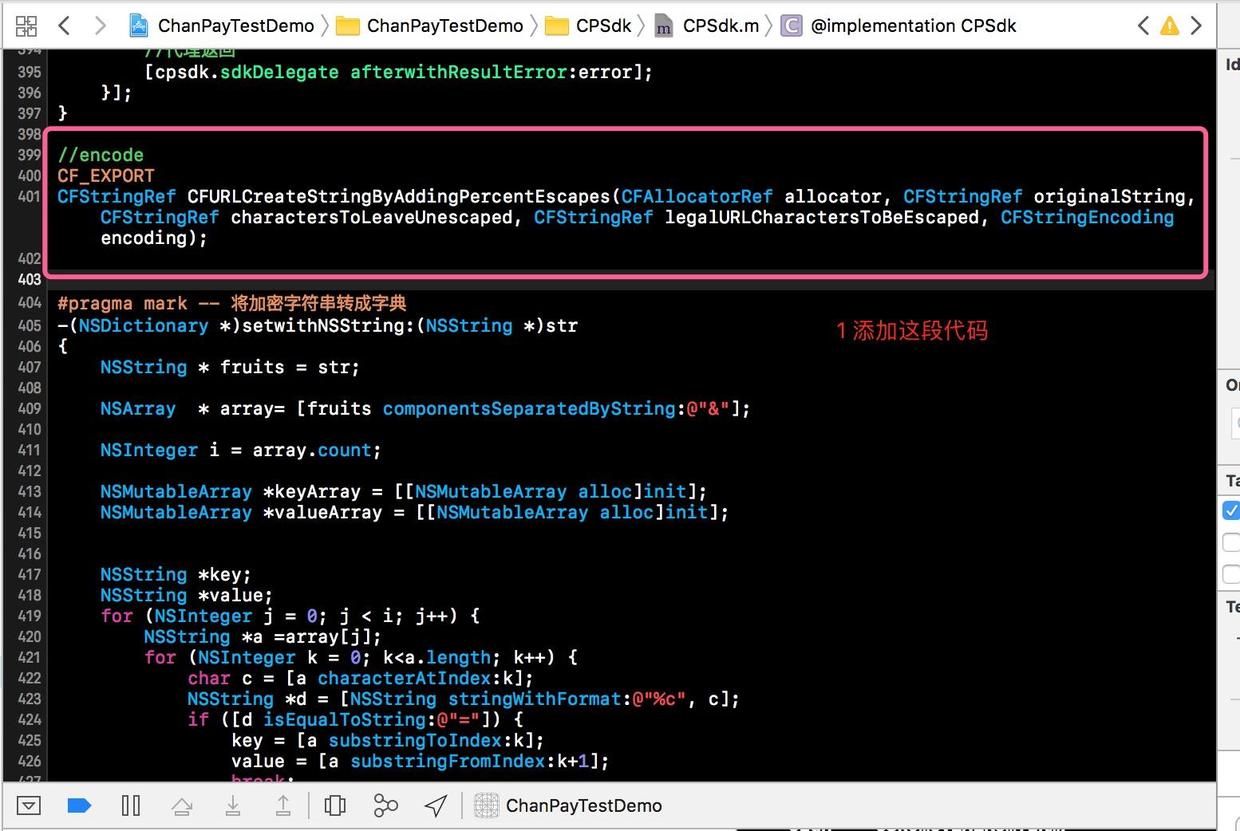 ChanPayTestDemo 〉 ChanPayTestDemo 〉 CPSdk 〉 m CPSdk.m 〉 C @implementation CPSdk
394 //代理返回
395 [cpsdk.sdkDelegate afterwithResultError:error];
396 }];
397 }
398
399 //encode
400 CF_EXPORT
401 CFStringRef CFURLCreateStringByAddingPercentEscapes(CFAllocatorRef allocator, CFStringRef originalString,
CFStringRef charactersToLeaveUnescaped, CFStringRef legalURLCharactersToBeEscaped, CFStringEncoding
encoding);
402
403
404 #pragma mark -- 将加密字符串转成字典
405 -(NSDictionary *)setwithNSString:(NSString *)str
1 添加这段代码
406 {
407 NSString * fruits = str;
408
409 NSArray  * array= [fruits componentsSeparatedByString:@"&"];
410
411 NSInteger i = array.count;
412
413 NSMutableArray *keyArray = [[NSMutableArray alloc]init];
414 NSMutableArray *valueArray = [[NSMutableArray alloc]init];
415
416
417 NSString *key;
418 NSString *value;
419 for (NSInteger j = 0; j < i; j++) {
420 NSString *a =array[j];
421 for (NSInteger k = 0; k<a.length; k++) {
422 char c = [a characterAtIndex:k];
423 NSString *d = [NSString stringWithFormat:@"%c", c];
424 if ([d isEqualToString:@"="]) {
425 key = [a substringToIndex:k];
426 value = [a substringFromIndex:k+1];
427 break;
ChanPayTestDemo
Id
Ta
Te